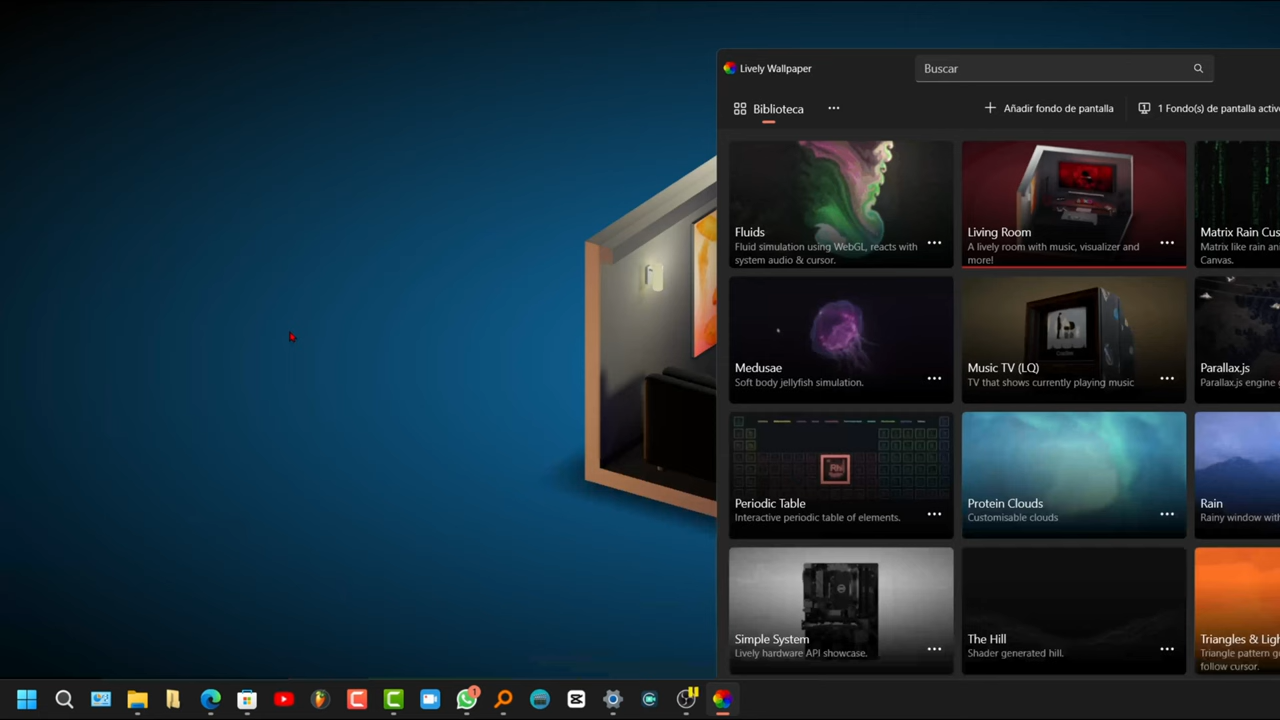 Lively Wallpaper
Buscar
Biblioteca
Añadir fondo de pantalla
1 Fondo(s) de pantalla active
Fluids
Fluid simulation using WebGL, reacts with
system audio & cursor.
Living Room
A lively room with music, visualizer and
more!
Matrix Rain Cus
Matrix like rain an
Canvas.
Medusae
Soft body jellyfish simulation.
Music TV (LQ)
TV that shows currently playing music
Parallax.js
Parallax.js engine
Periodic Table
Interactive periodic table of elements.
Rh
Protein Clouds
Customisable clouds
Rain
Rainy window with
Simple System
Lively hardware API showcase.
The Hill
Shader generated hill.
Triangles & Ligh
Triangle pattern ge
follow cursor.
1